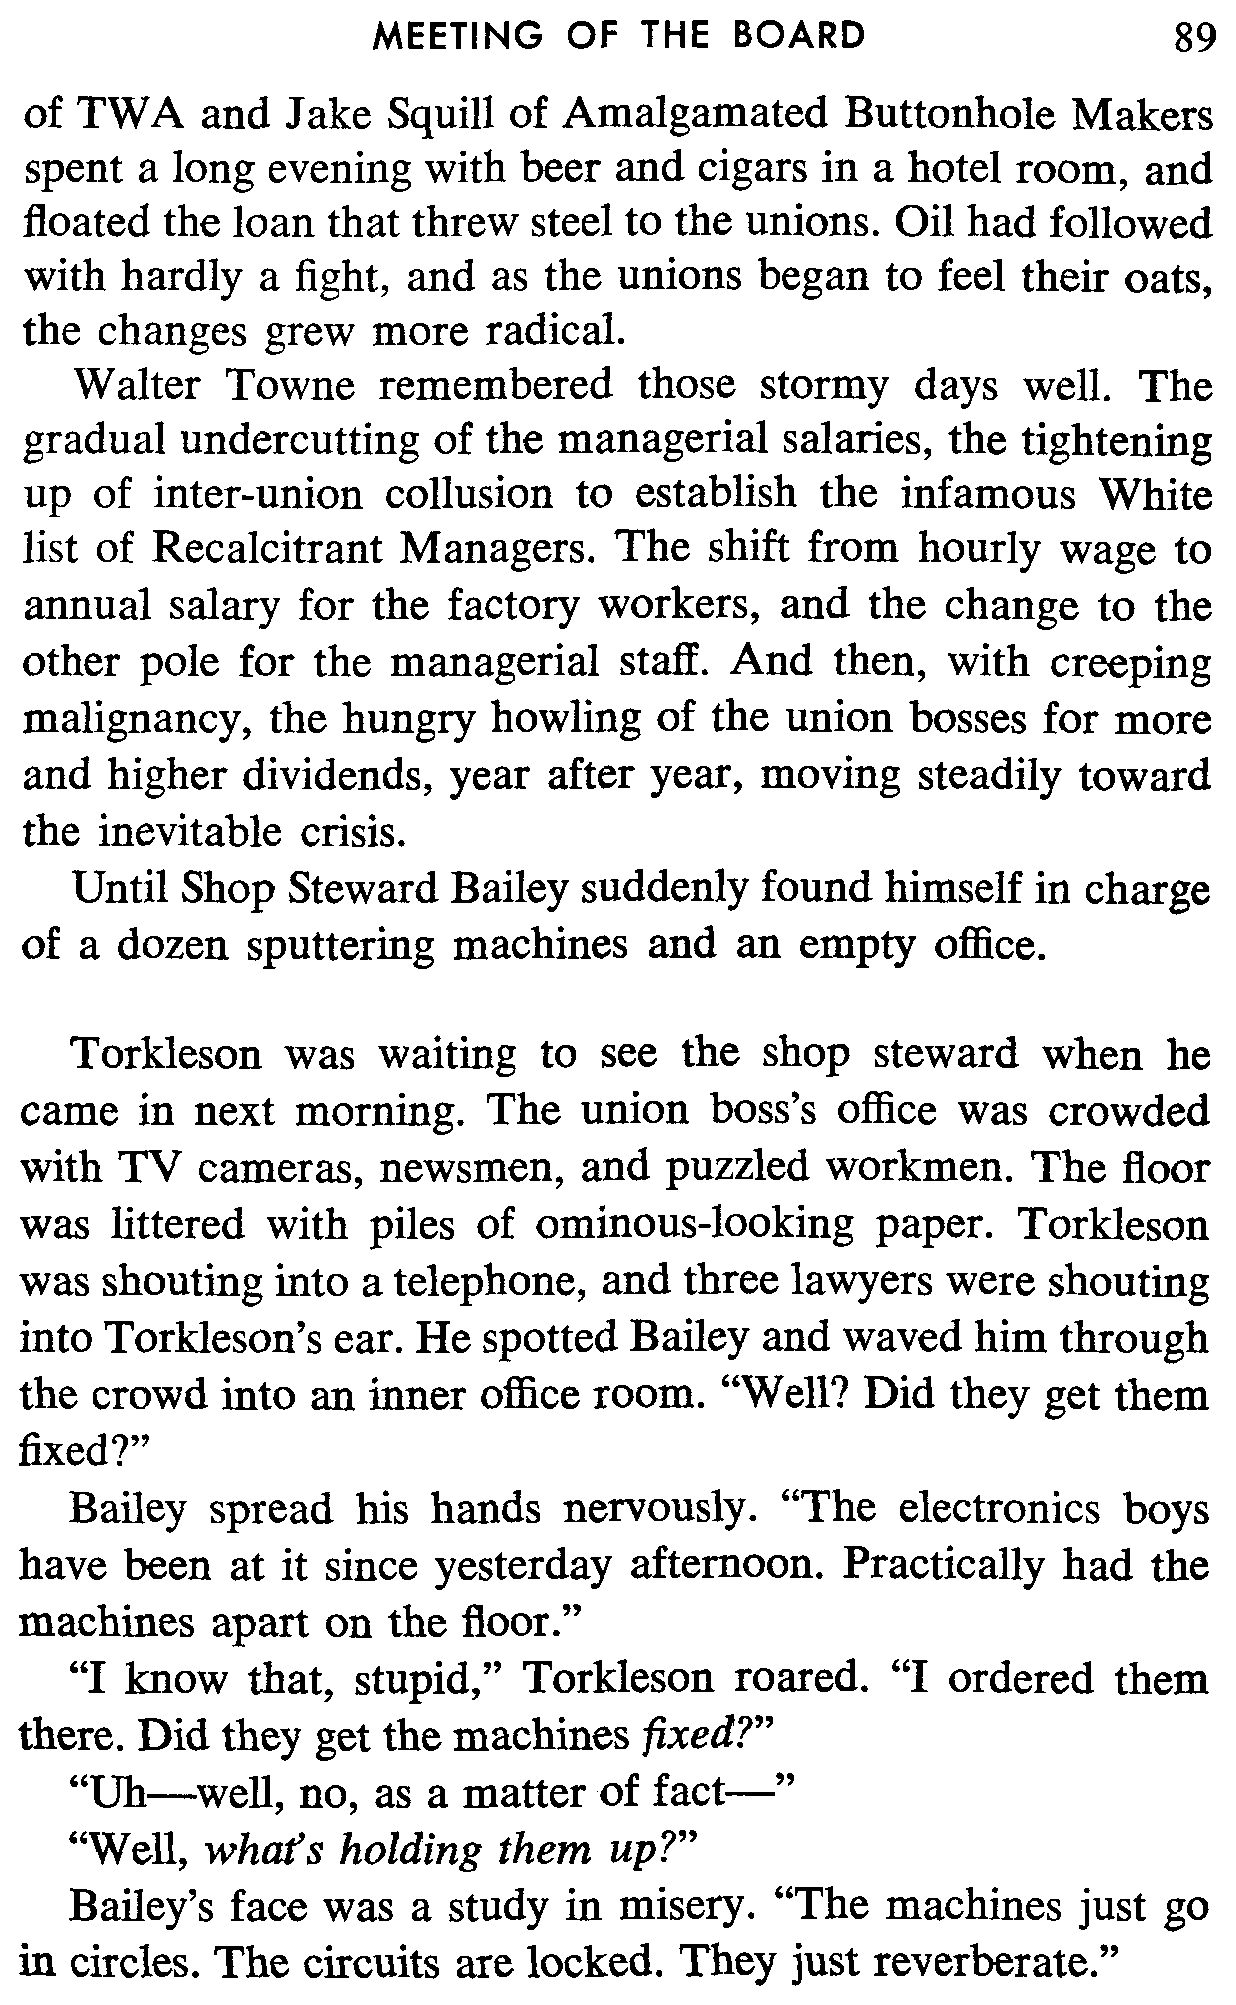 MEETING OF THE BOARD 89
of TWA and Jake Squill of Amalgamated Buttonhole Makers
spent a long evening with beer and cigars in a hotel room, and
floated the loan that threw steel to the unions. Oil had followed
with hardly a fight, and as the unions began to feel their oats,
the changes grew more radical.
Walter Towne remembered those stormy days well. The
gradual undercutting of the managerial salaries, the tightening
up of inter-union collusion to establish the infamous White
list of Recalcitrant Managers. The shift from hourly wage to
annual salary for the factory workers, and the change to the
other pole for the managerial staff. And then, with creeping
malignancy, the hungry howling of the union bosses for more
and higher dividends, year after year, moving steadily toward
the inevitable crisis.
Until Shop Steward Bailey suddenly found himself in charge
of a dozen sputtering machines and an empty office.
Torkleson was waiting to see the shop steward when he
came in next morning. The union boss's office was crowded
with TV cameras, newsmen, and puzzled workmen. The floor
was littered with piles of ominous-looking paper. Torkleson
was shouting into a telephone, and three lawyers were shouting
into Torkleson's ear. He spotted Bailey and waved him through
the crowd into an inner office room. “Well? Did they get them
fixed?”
Bailey spread his hands nervously. “The electronics boys
have been at it since yesterday afternoon. Practically had the
machines apart on the floor.”
“I know that, stupid,” Torkleson roared. “I ordered them
there. Did they get the machines fixed?”
“Uh—well, no, as a matter of fact—”
“Well, what's holding them up?”
Bailey's face was a study in misery. “The machines just go
in circles. The circuits are locked. They just reverberate.”